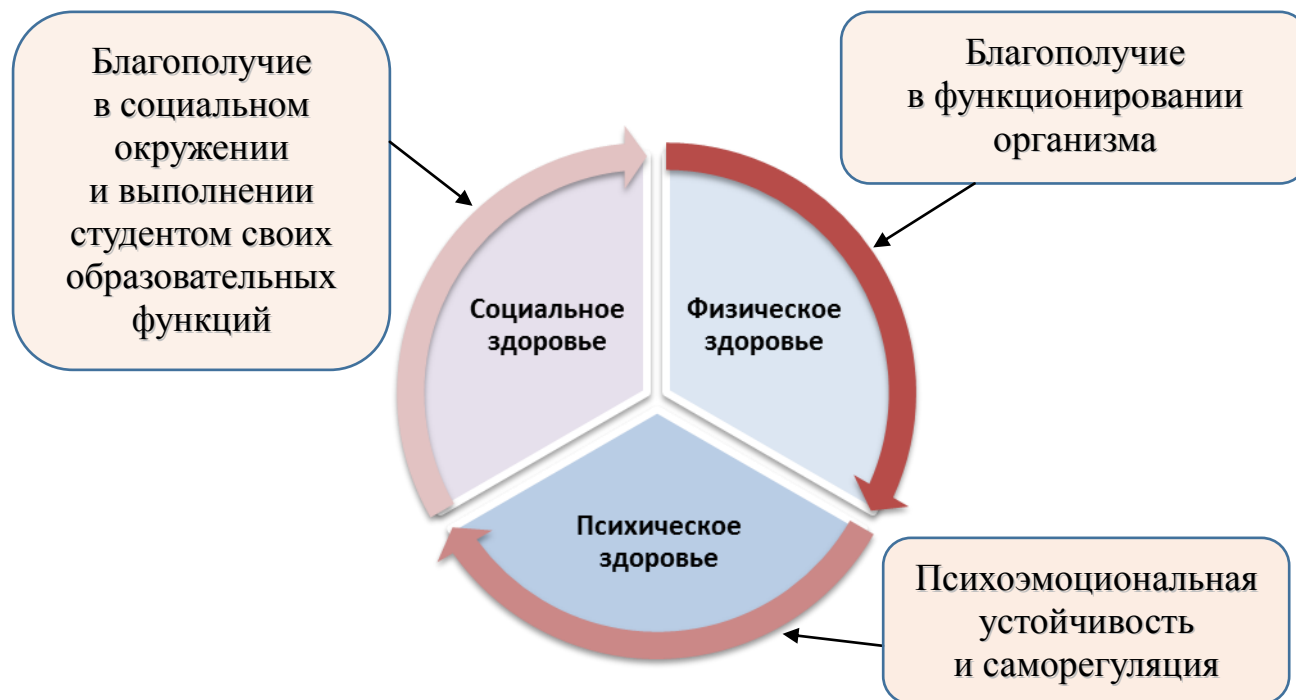 Благополучие
в социальном
окружении
и выполнении
студентом своих
образовательных
функций
Благополучие
в функционировании
организма
Социальное
здоровье
Физическое
здоровье
Психическое
здоровье
Психоэмоциональная
устойчивость
и саморегуляция